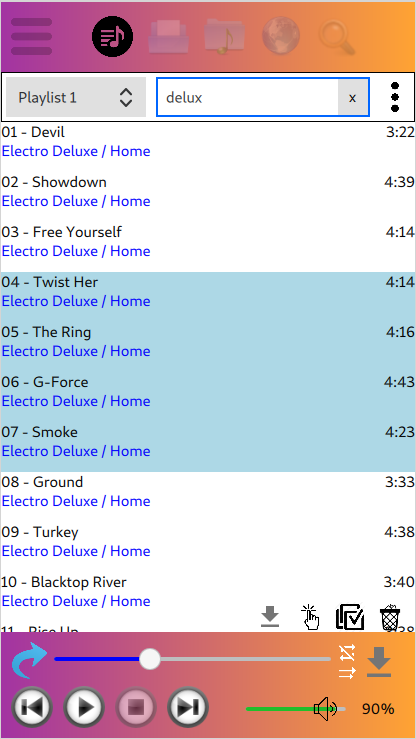 Playlist 1
delux
x
01 - Devil 3:22
Electro Deluxe / Home
02 - Showdown 4:39
Electro Deluxe / Home
03 - Free Yourself 4:14
Electro Deluxe / Home
04 - Twist Her 4:14
Electro Deluxe / Home
05 - The Ring 4:16
Electro Deluxe / Home
06 - G-Force 4:43
Electro Deluxe / Home
07 - Smoke 4:23
Electro Deluxe / Home
08 - Ground 3:33
Electro Deluxe / Home
09 - Turkey 4:38
Electro Deluxe / Home
10 - Blacktop River 3:40
Electro Deluxe / Home
11 - Rise Up
90%